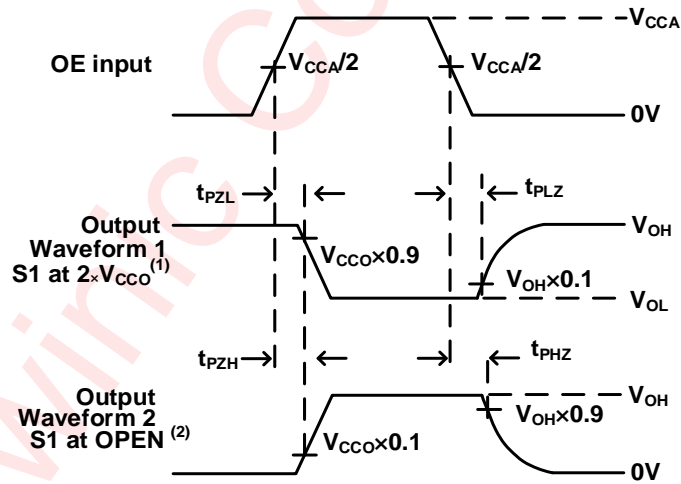 VCCA
OE input
VCCA/2
VCCA/2
0V
tPZL
tPLZ
Output
Waveform 1
S1 at 2×VCCO(1)
VCCO×0.9
VOH×0.1
VOH
VOL
tPZH
tPHZ
Output
Waveform 2
S1 at OPEN (2)
VCCO×0.1
VOH×0.9
VOH
0V
winic Co